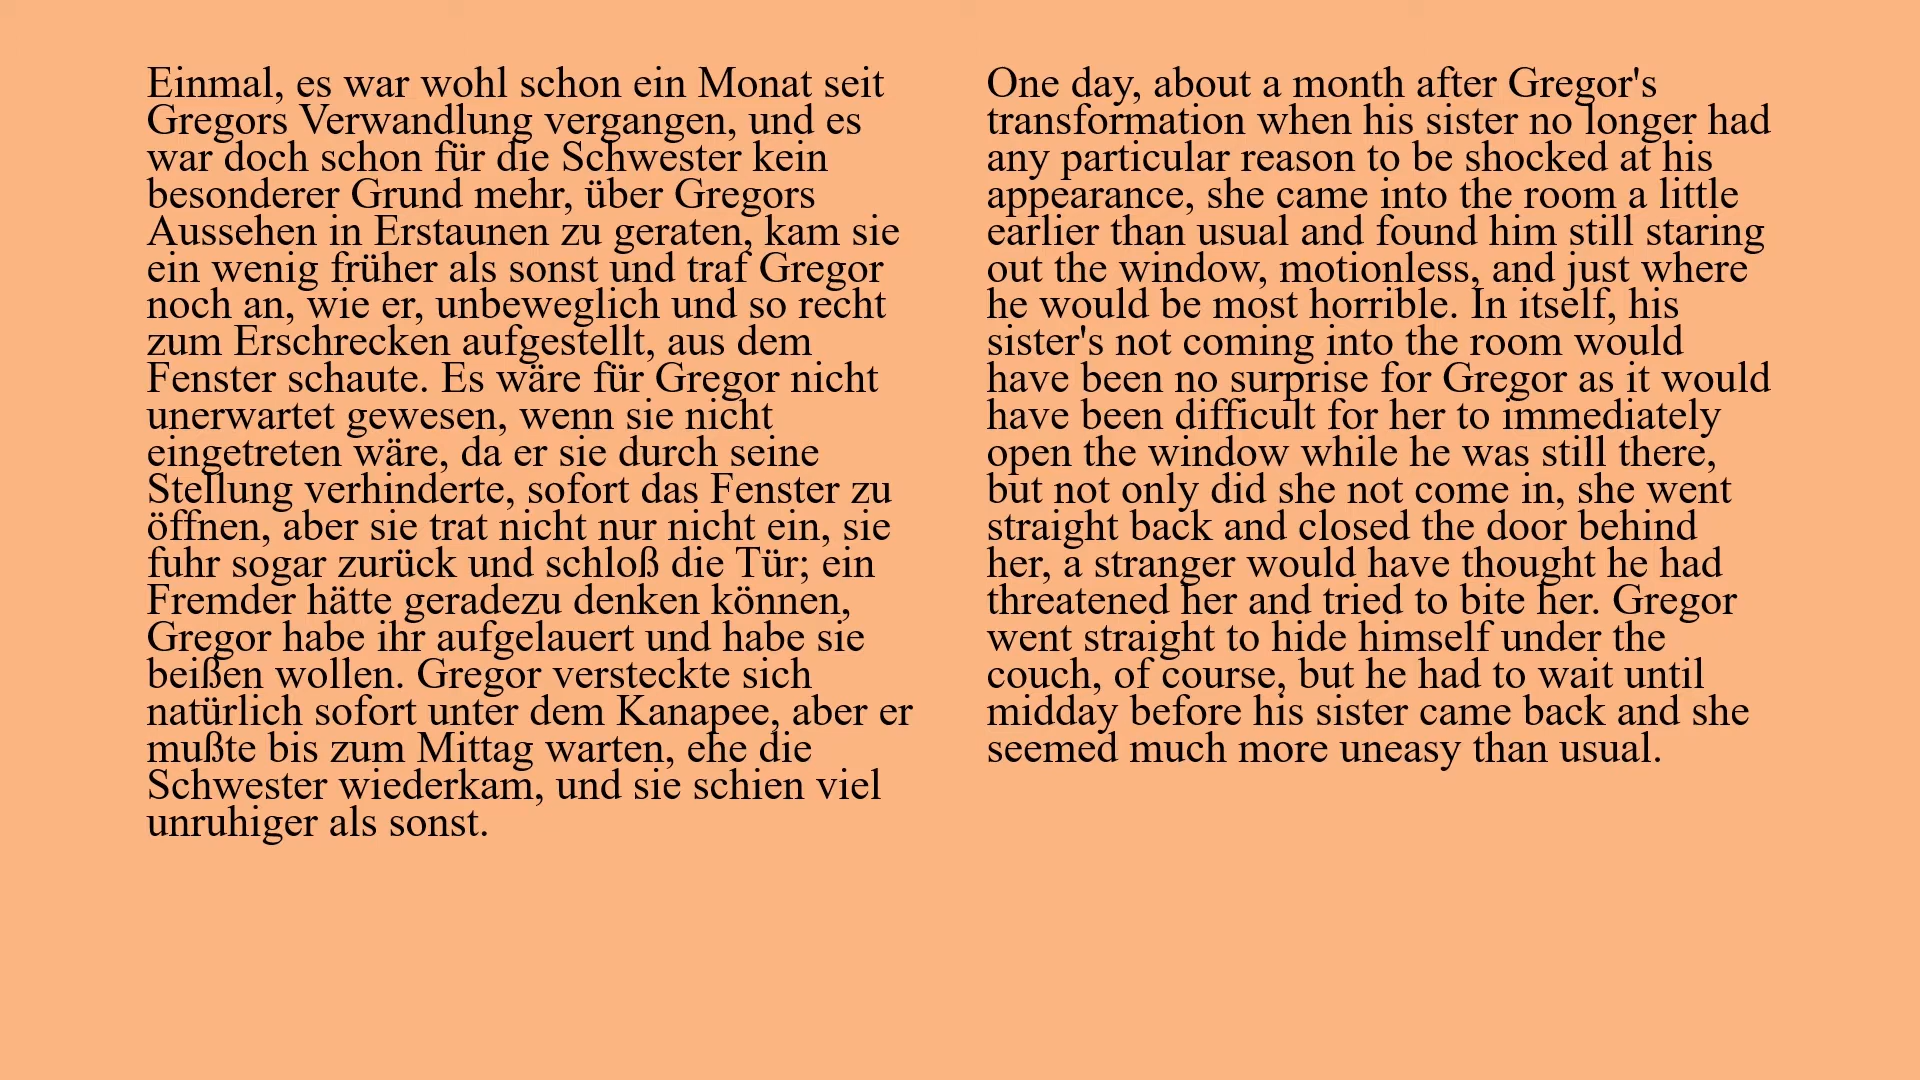 Einmal, es war wohl schon ein Monat seit
Gregors Verwandlung vergangen, und es
war doch schon für die Schwester kein
besonderer Grund mehr, über Gregors
Aussehen in Erstaunen zu geraten, kam sie
ein wenig früher als sonst und traf Gregor
noch an, wie er, unbeweglich und so recht
zum Erschrecken aufgestellt, aus dem
Fenster schaute. Es wäre für Gregor nicht
unerwartet gewesen, wenn sie nicht
eingetreten wäre, da er sie durch seine
Stellung verhinderte, sofort das Fenster zu
öffnen, aber sie trat nicht nur nicht ein, sie
fuhr sogar zurück und schloß die Tür; ein
Fremder hätte geradezu denken können,
Gregor habe ihr aufgelauert und habe sie
beißen wollen. Gregor versteckte sich
natürlich sofort unter dem Kanapee, aber er
mußte bis zum Mittag warten, ehe die
Schwester wiederkam, und sie schien viel
unruhiger als sonst.
One day, about a month after Gregor's
transformation when his sister no longer had
any particular reason to be shocked at his
appearance, she came into the room a little
earlier than usual and found him still staring
out the window, motionless, and just where
he would be most horrible. In itself, his
sister's not coming into the room would
have been no surprise for Gregor as it would
have been difficult for her to immediately
open the window while he was still there,
but not only did she not come in, she went
straight back and closed the door behind
her, a stranger would have thought he had
threatened her and tried to bite her. Gregor
went straight to hide himself under the
couch, of course, but he had to wait until
midday before his sister came back and she
seemed much more uneasy than usual.